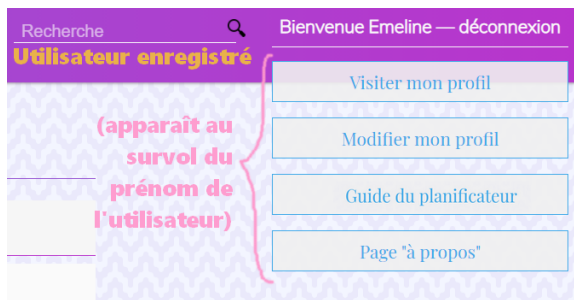 Recherche
Bienvenue Emeline — déconnexion
Utilisateur enregistré
Visiter mon profil
(apparaît au
survol du
prénom de
l'utilisateur)
Modifier mon profil
Guide du planificateur
Page "à propos"